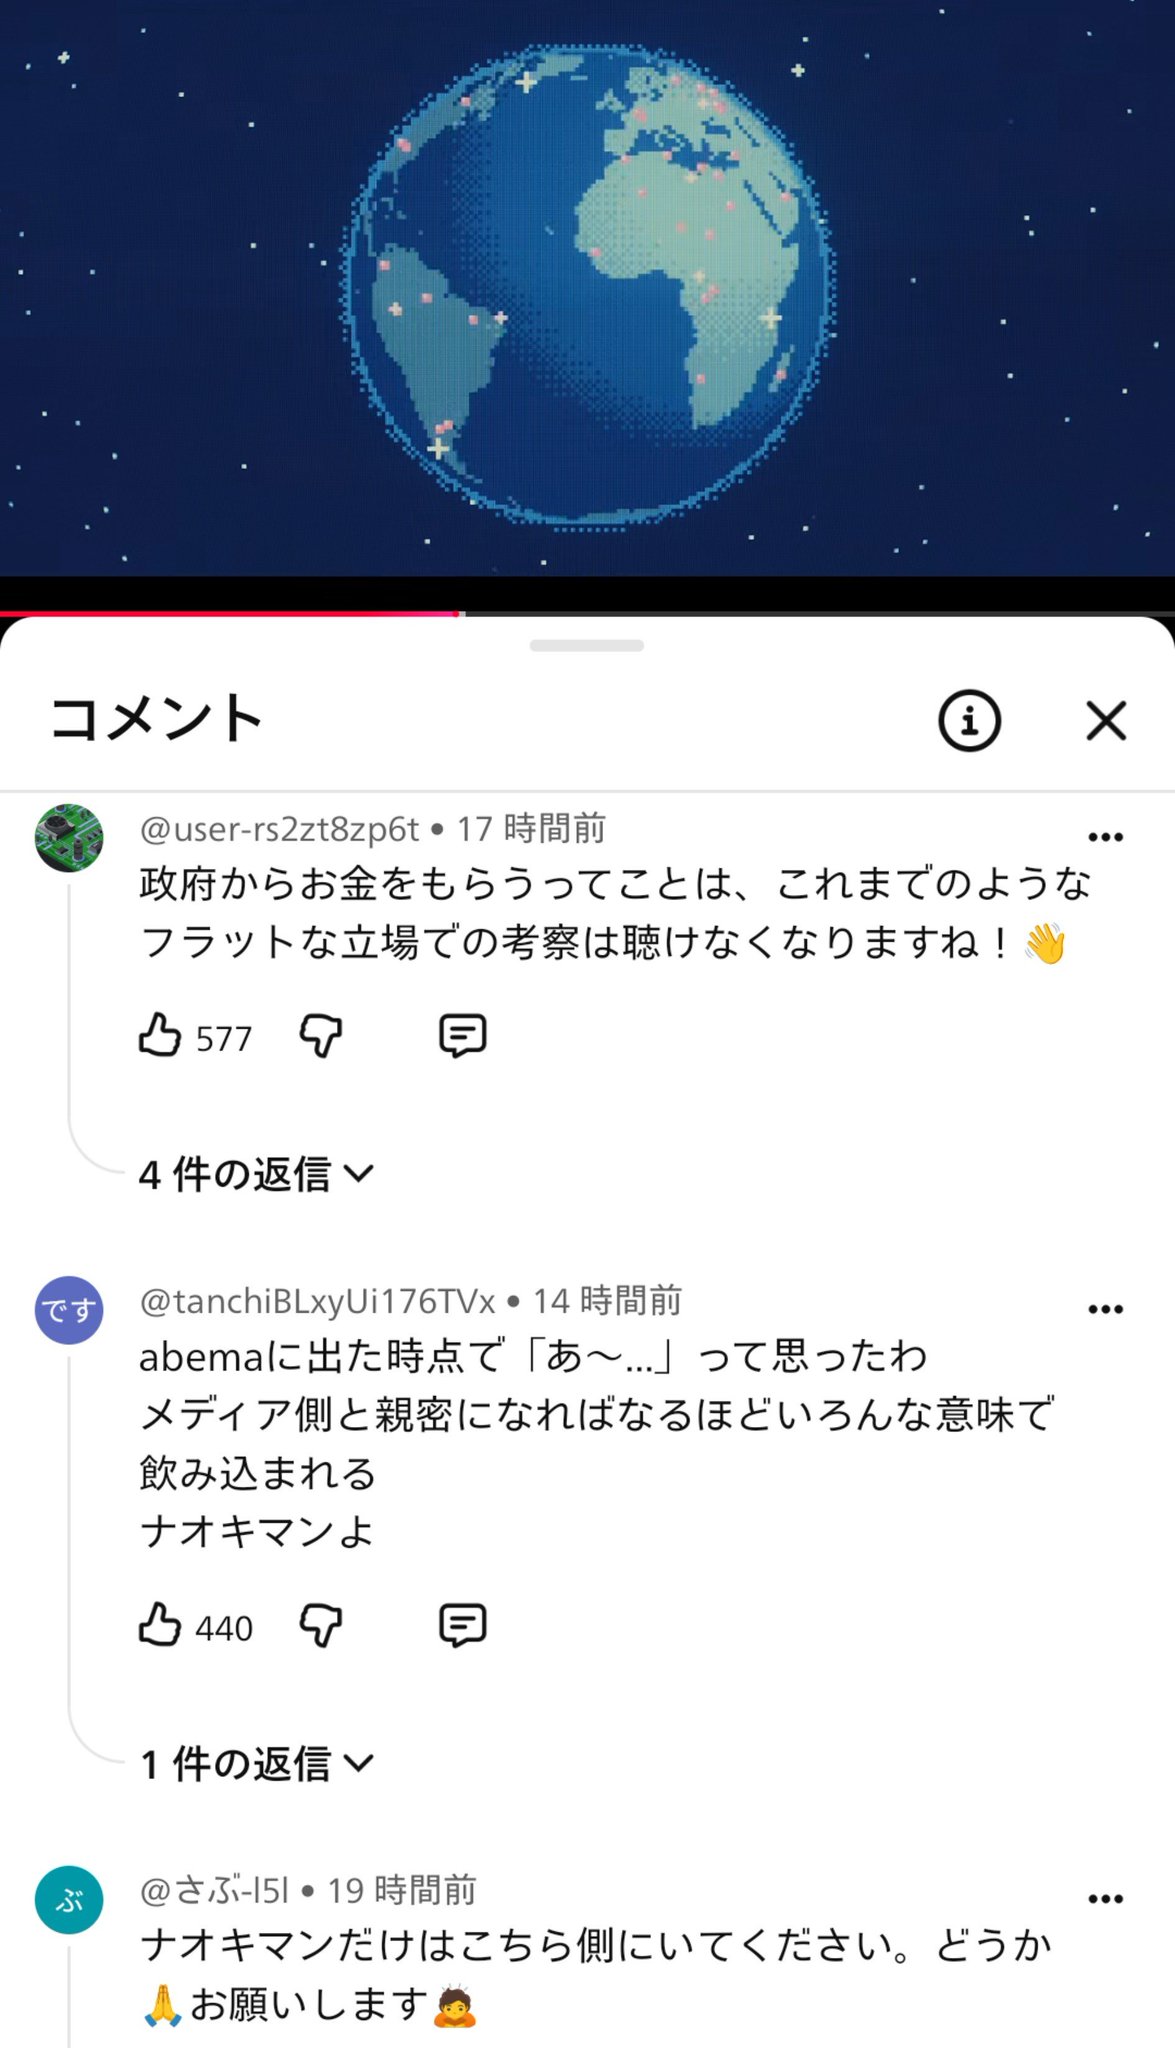 コメント
@user-rs2zt8zp6t • 17 時間前
政府からお金をもらうってことは、これまでのような
フラットな立場での考察は聴けなくなりますね！👋
577
4 件の返信
です
@tanchiBLxyUi176TVx • 14 時間前
abemaに出た時点で「あ〜...」って思ったわ
メディア側と親密になればなるほどいろんな意味で
飲み込まれる
ナオキマンよ
440
1 件の返信
ぶ
@さぶ-l5l • 19 時間前
ナオキマンだけはこちら側にいてください。どうか
🙏お願いします🙇